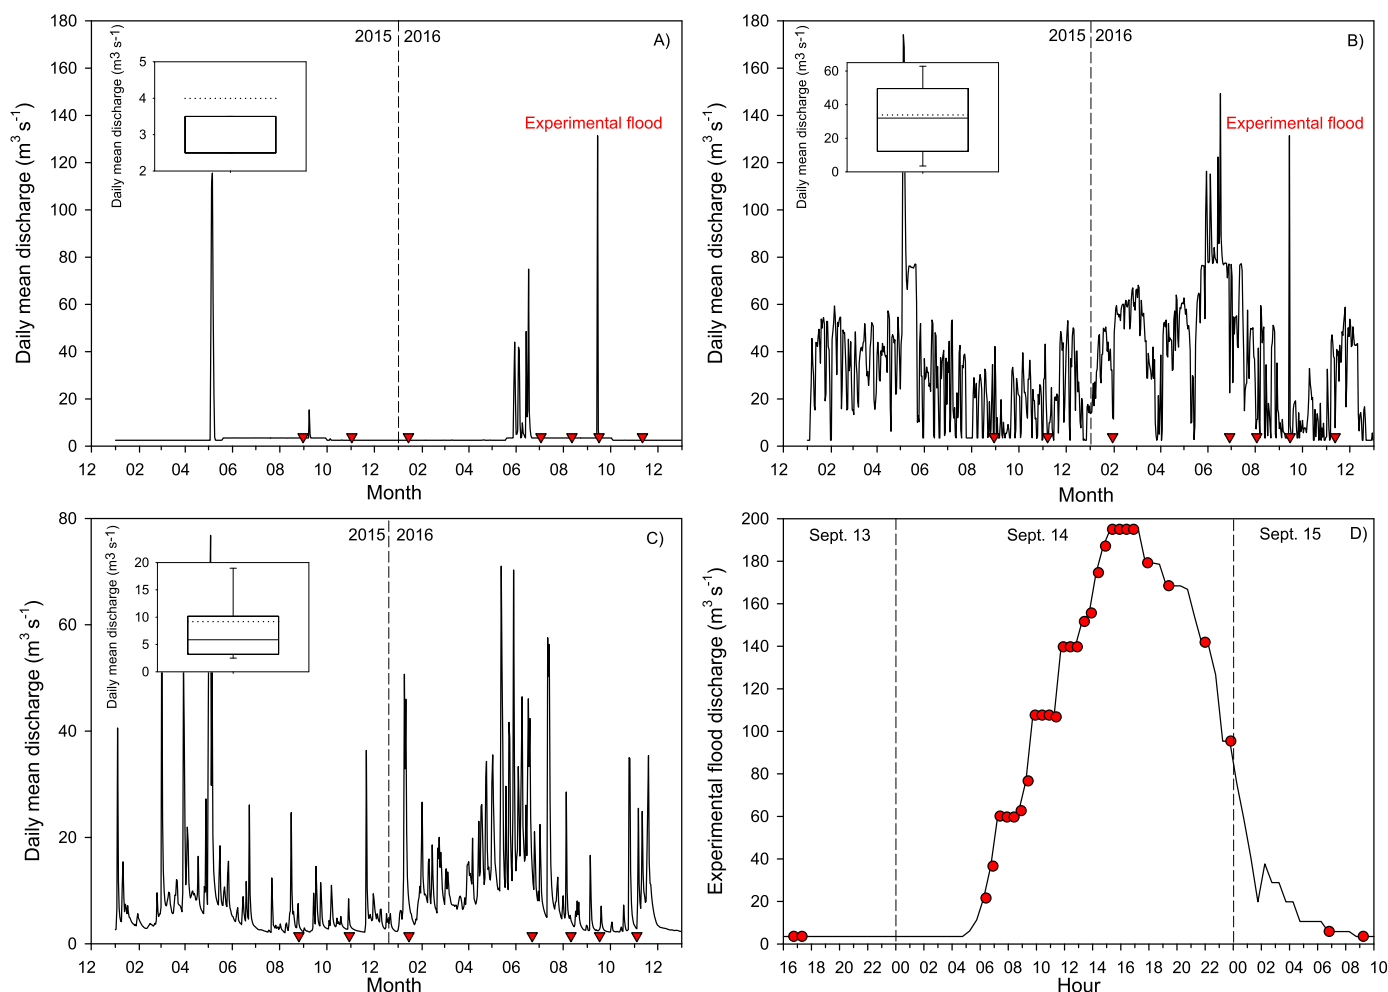 180
160
140
120
100
80
60
40
20
0
Daily mean discharge (m³ s⁻¹)
Daily mean discharge (m3 s-1)
5
4
3
2
2015 2016
A)
Experimental flood
12 02 04 06 08 10 12 02 04 06 08 10 12
Month
180
160
140
120
100
80
60
40
20
0
Daily mean discharge (m³ s⁻¹)
Daily mean discharge (m3 s-1)
60
40
20
0
2015 2016
B)
Experimental flood
12 02 04 06 08 10 12 02 04 06 08 10 12
Month
80
60
40
20
0
Daily mean discharge (m³ s⁻¹)
Daily mean discharge (m3 s-1)
20
15
10
5
0
2015 2016
C)
12 02 04 06 08 10 12 02 04 06 08 10 12
Month
200
180
160
140
120
100
80
60
40
20
0
Experimental flood discharge (m³ s⁻¹)
Sept. 13 Sept. 14 Sept. 15 D)
16 18 20 22 00 02 04 06 08 10 12 14 16 18 20 22 00 02 04 06 08 10
Hour